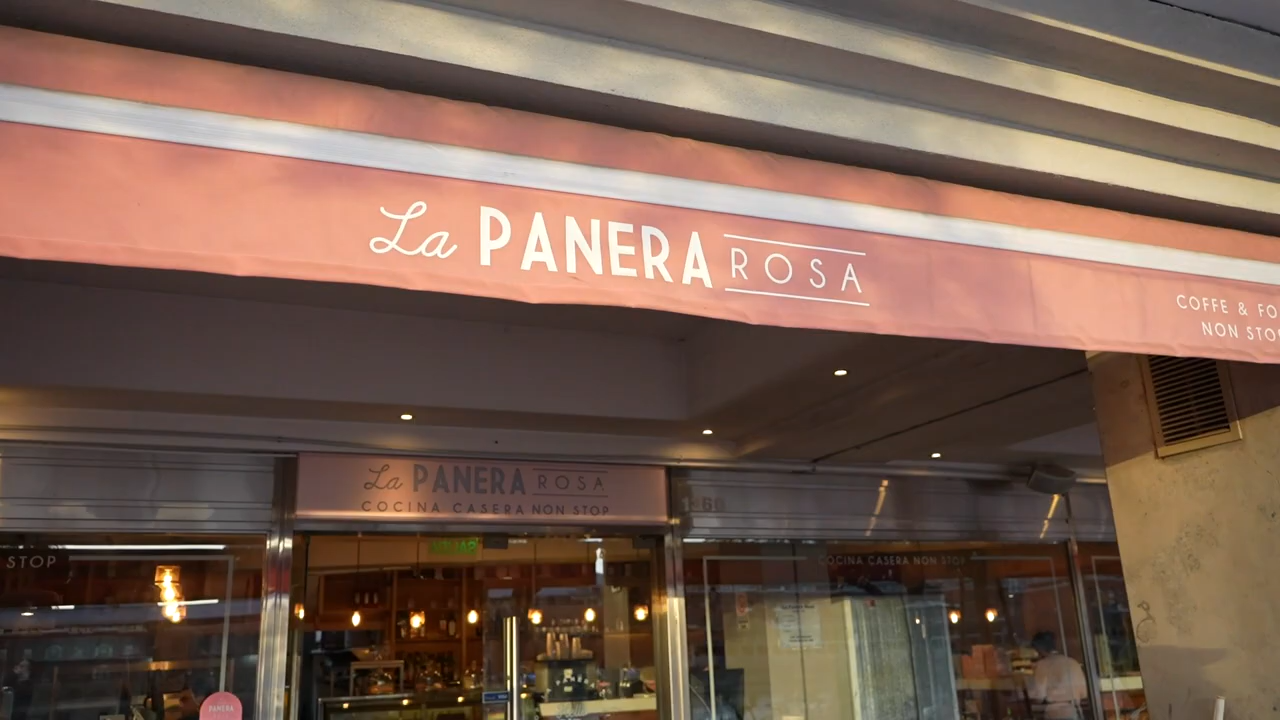 La PANERA ROSA
COFFE & FO
NON STOP
La PANERA ROSA
COCINA CASERA NON STOP
STOP
COCINA CASERA NON STOP
PANERA